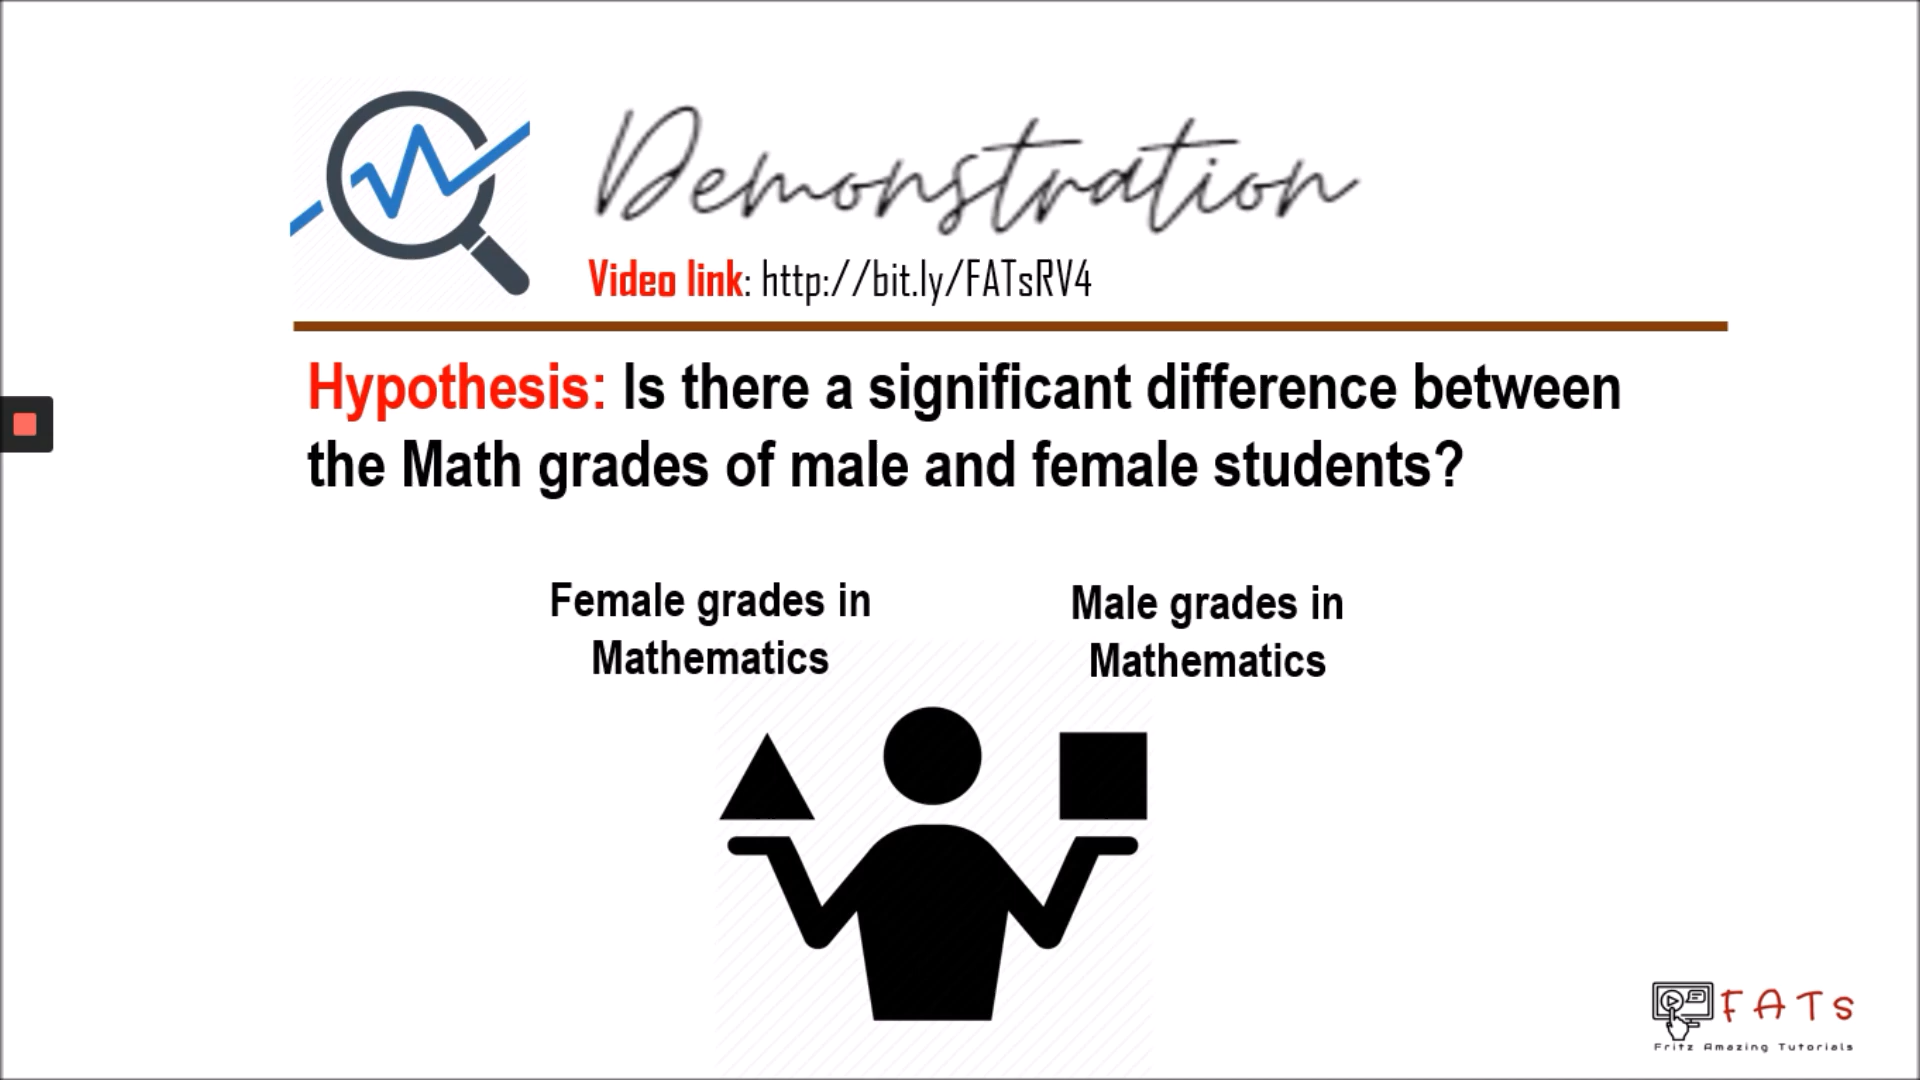 Demonstration
Video link: http://bit.ly/FATsRV4
Hypothesis: Is there a significant difference between
the Math grades of male and female students?
Female grades in
Mathematics
Male grades in
Mathematics
FATs
Fritz Amazing Tutorials